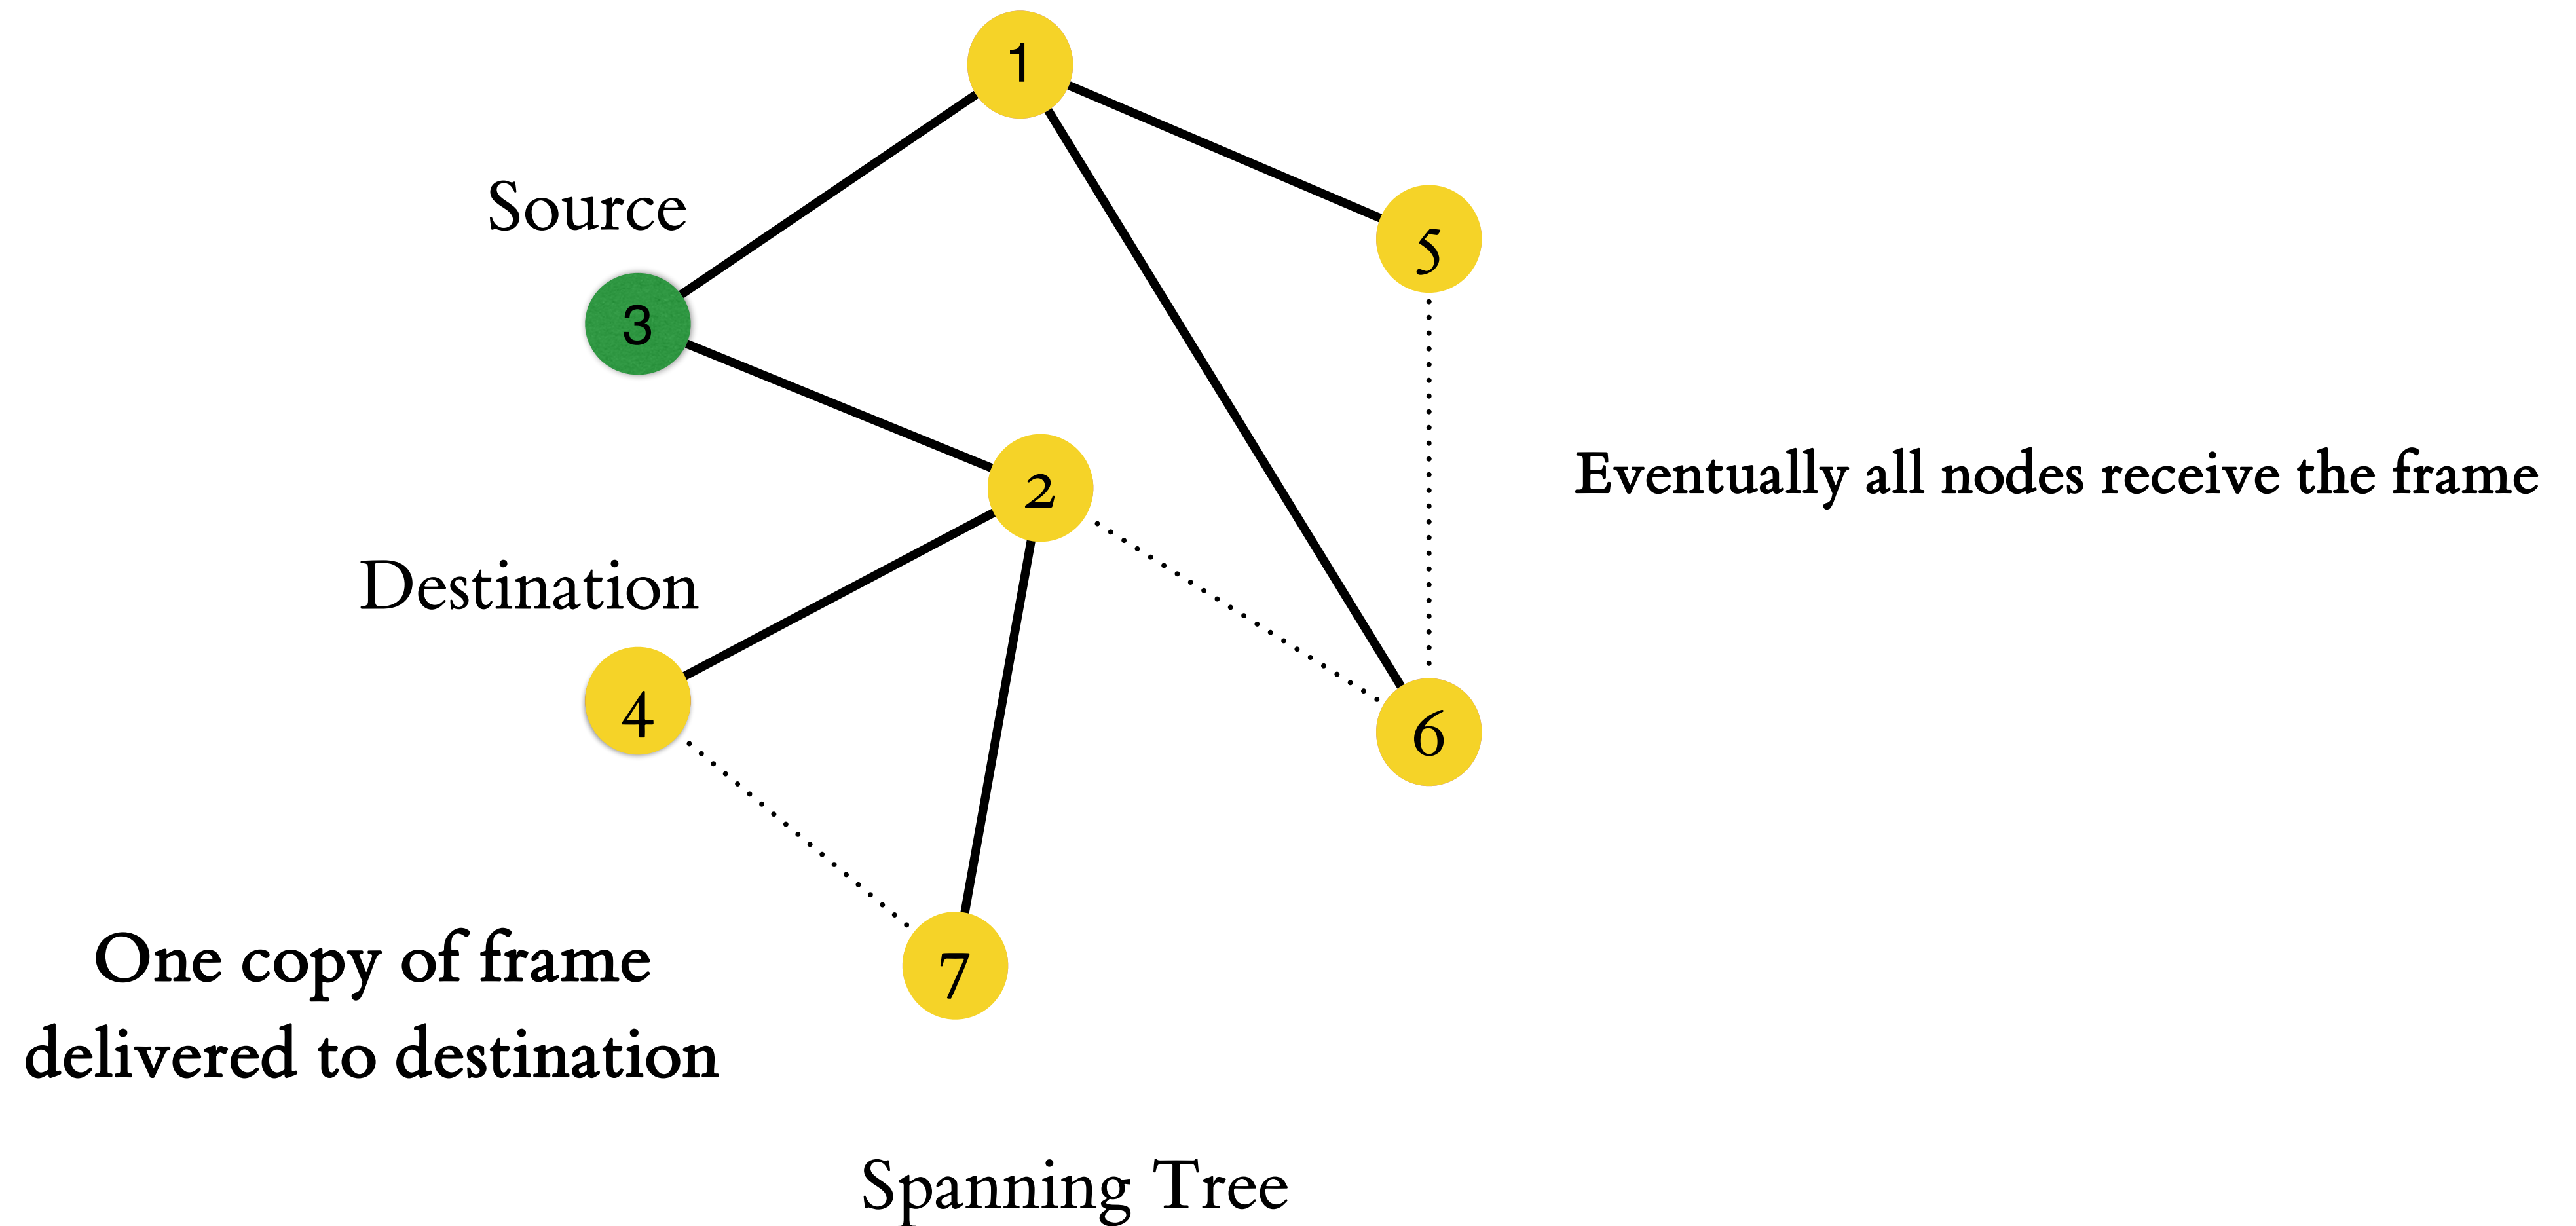 1
Source
5
3
Eventually all nodes receive the frame
2
Destination
4
6
One copy of frame
delivered to destination
7
Spanning Tree